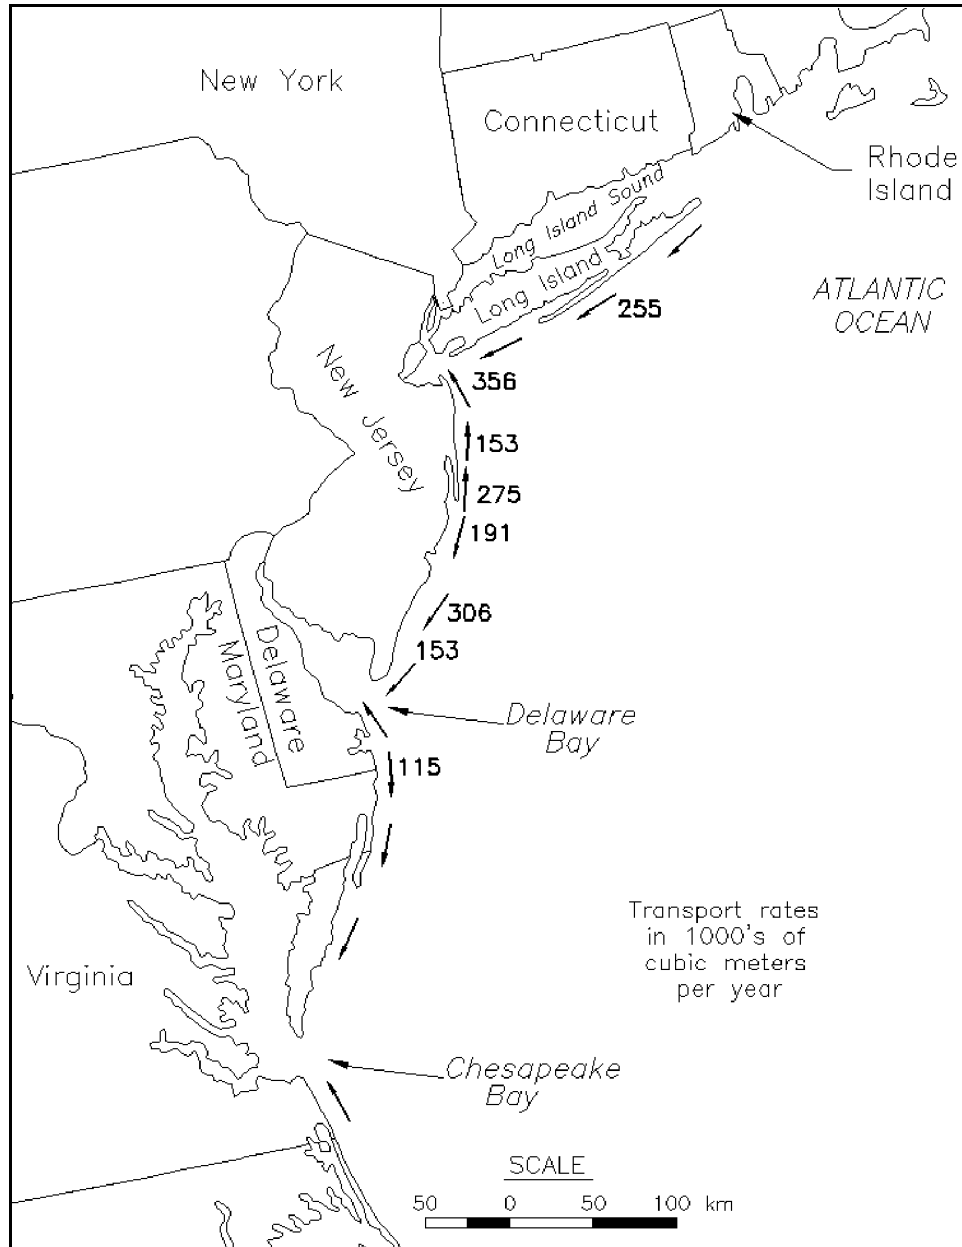 New York
Connecticut
Rhode
Island
Long Island Sound
Long Island
ATLANTIC
OCEAN
255
356
New Jersey
153
275
191
306
153
Delaware
Maryland
Delaware
Bay
115
Transport rates
in 1000's of
cubic meters
per year
Virginia
Chesapeake
Bay
SCALE
50 0 50 100 km